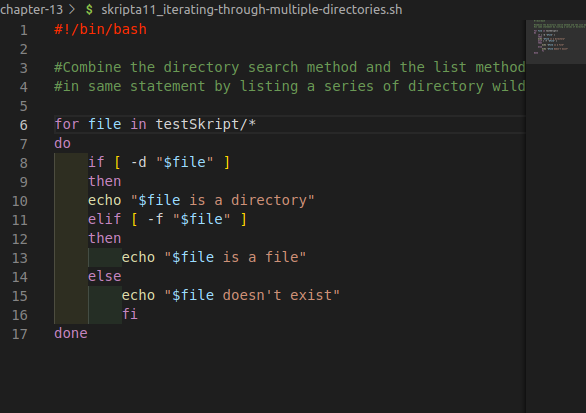 chapter-13 > $ skripta11_iterating-through-multiple-directories.sh
1 #!/bin/bash
2
3 #Combine the directory search method and the list method
4 #in same statement by listing a series of directory wild
5
6 for file in testSkript/*
7 do
8     if [ -d "$file" ]
9     then
10     echo "$file is a directory"
11     elif [ -f "$file" ]
12     then
13         echo "$file is a file"
14     else
15         echo "$file doesn't exist"
16         fi
17 done